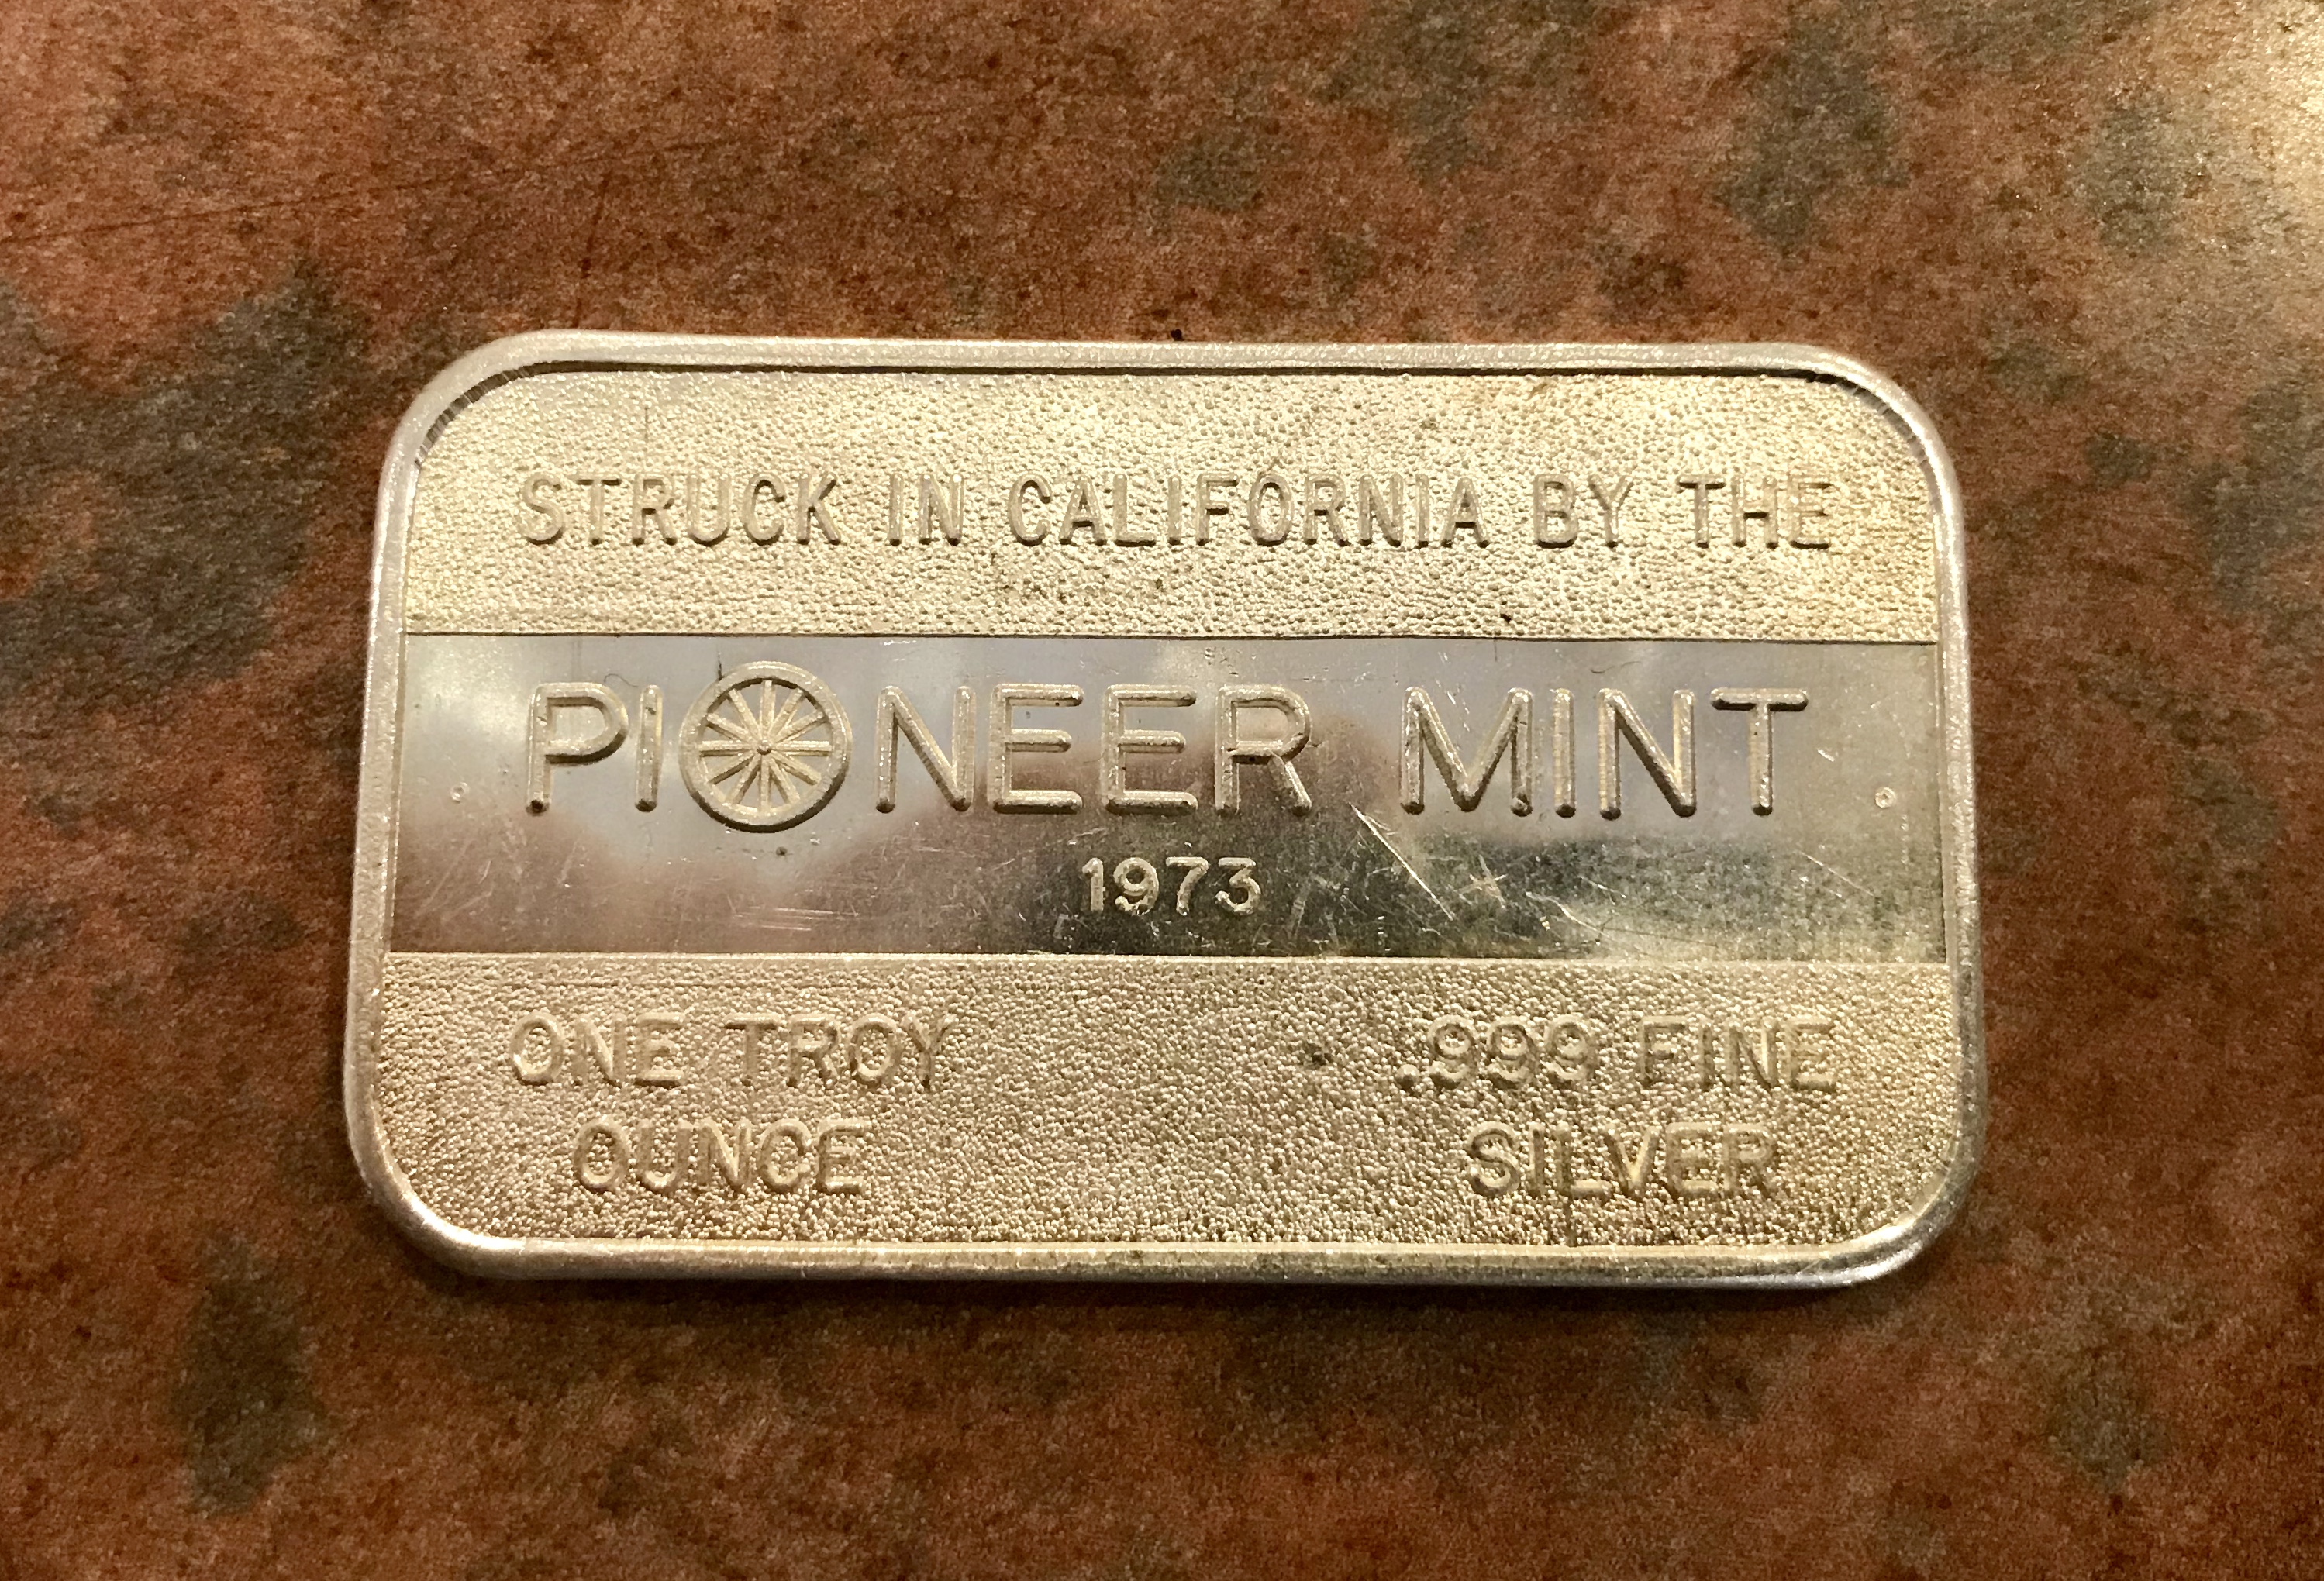 STRUCK IN CALIFORNIA BY THE
PIONEER MINT
1973
ONE TROY
OUNCE
.999 FINE
SILVER